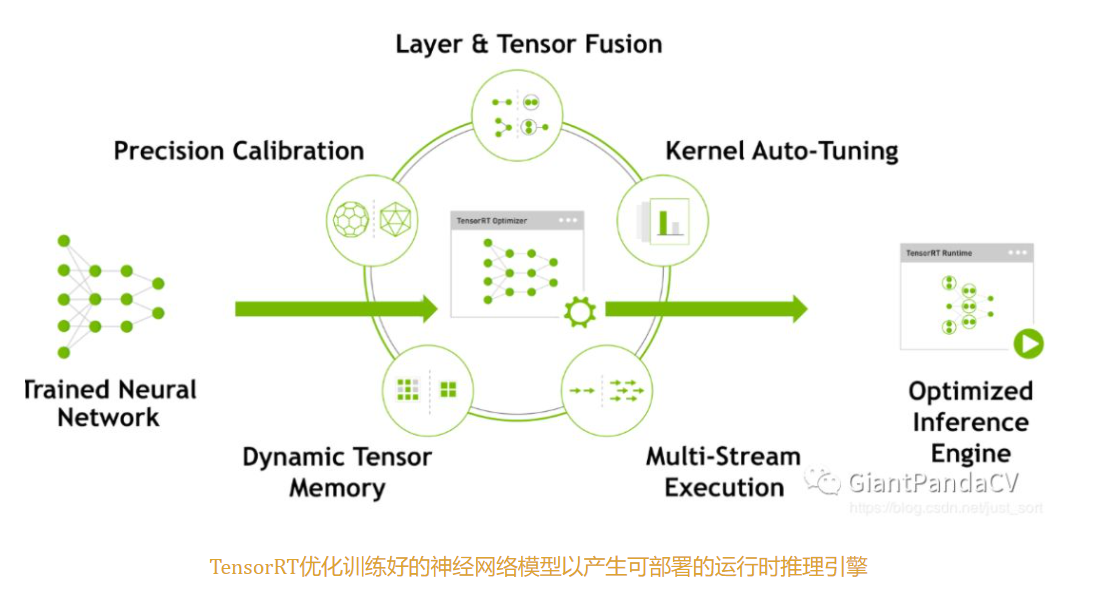 Layer & Tensor Fusion
Precision Calibration
Kernel Auto-Tuning
TensorRT Optimizer
TensorRT Runtime
Trained Neural
Network
Optimized
Inference
Engine
Dynamic Tensor
Memory
Multi-Stream
Execution
GiantPandaCV
https://blog.csdn.net/just_sort
TensorRT优化训练好的神经网络模型以产生可部署的运行时推理引擎